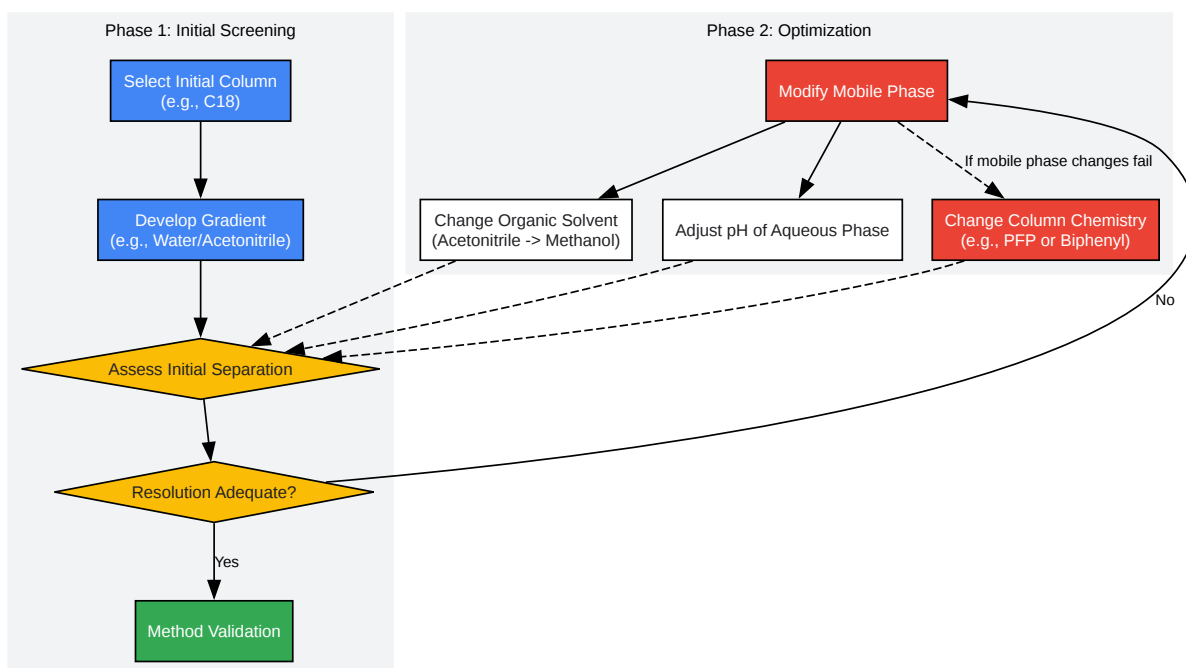 Phase 1: Initial Screening
Select Initial Column
(e.g., C18)
Develop Gradient
(e.g., Water/Acetonitrile)
Assess Initial Separation
Resolution Adequate?
Yes
Method Validation
Phase 2: Optimization
Modify Mobile Phase
If mobile phase changes fail
Change Organic Solvent
(Acetonitrile -> Methanol)
Adjust pH of Aqueous Phase
Change Column Chemistry
(e.g., PFP or Biphenyl)
No